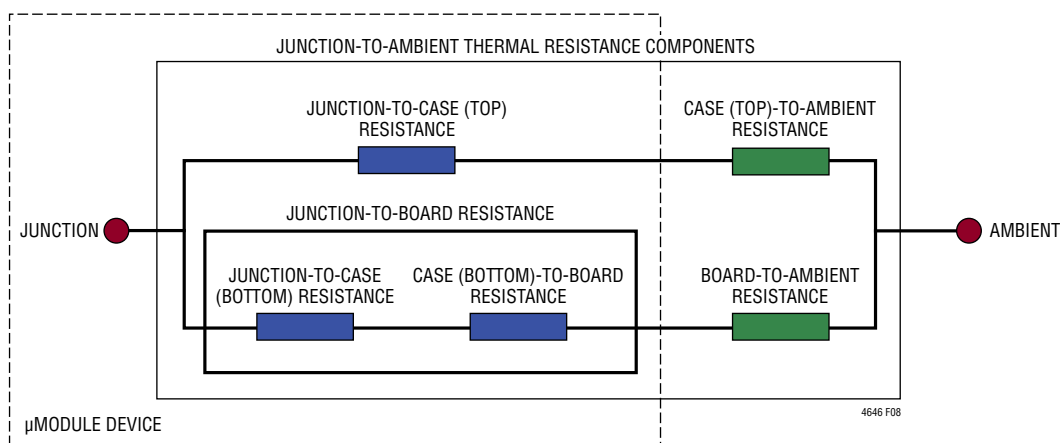 JUNCTION-TO-AMBIENT THERMAL RESISTANCE COMPONENTS
JUNCTION-TO-CASE (TOP)
RESISTANCE
CASE (TOP)-TO-AMBIENT
RESISTANCE
JUNCTION-TO-BOARD RESISTANCE
JUNCTION
AMBIENT
JUNCTION-TO-CASE
(BOTTOM) RESISTANCE
CASE (BOTTOM)-TO-BOARD
RESISTANCE
BOARD-TO-AMBIENT
RESISTANCE
4646 F08
µMODULE DEVICE